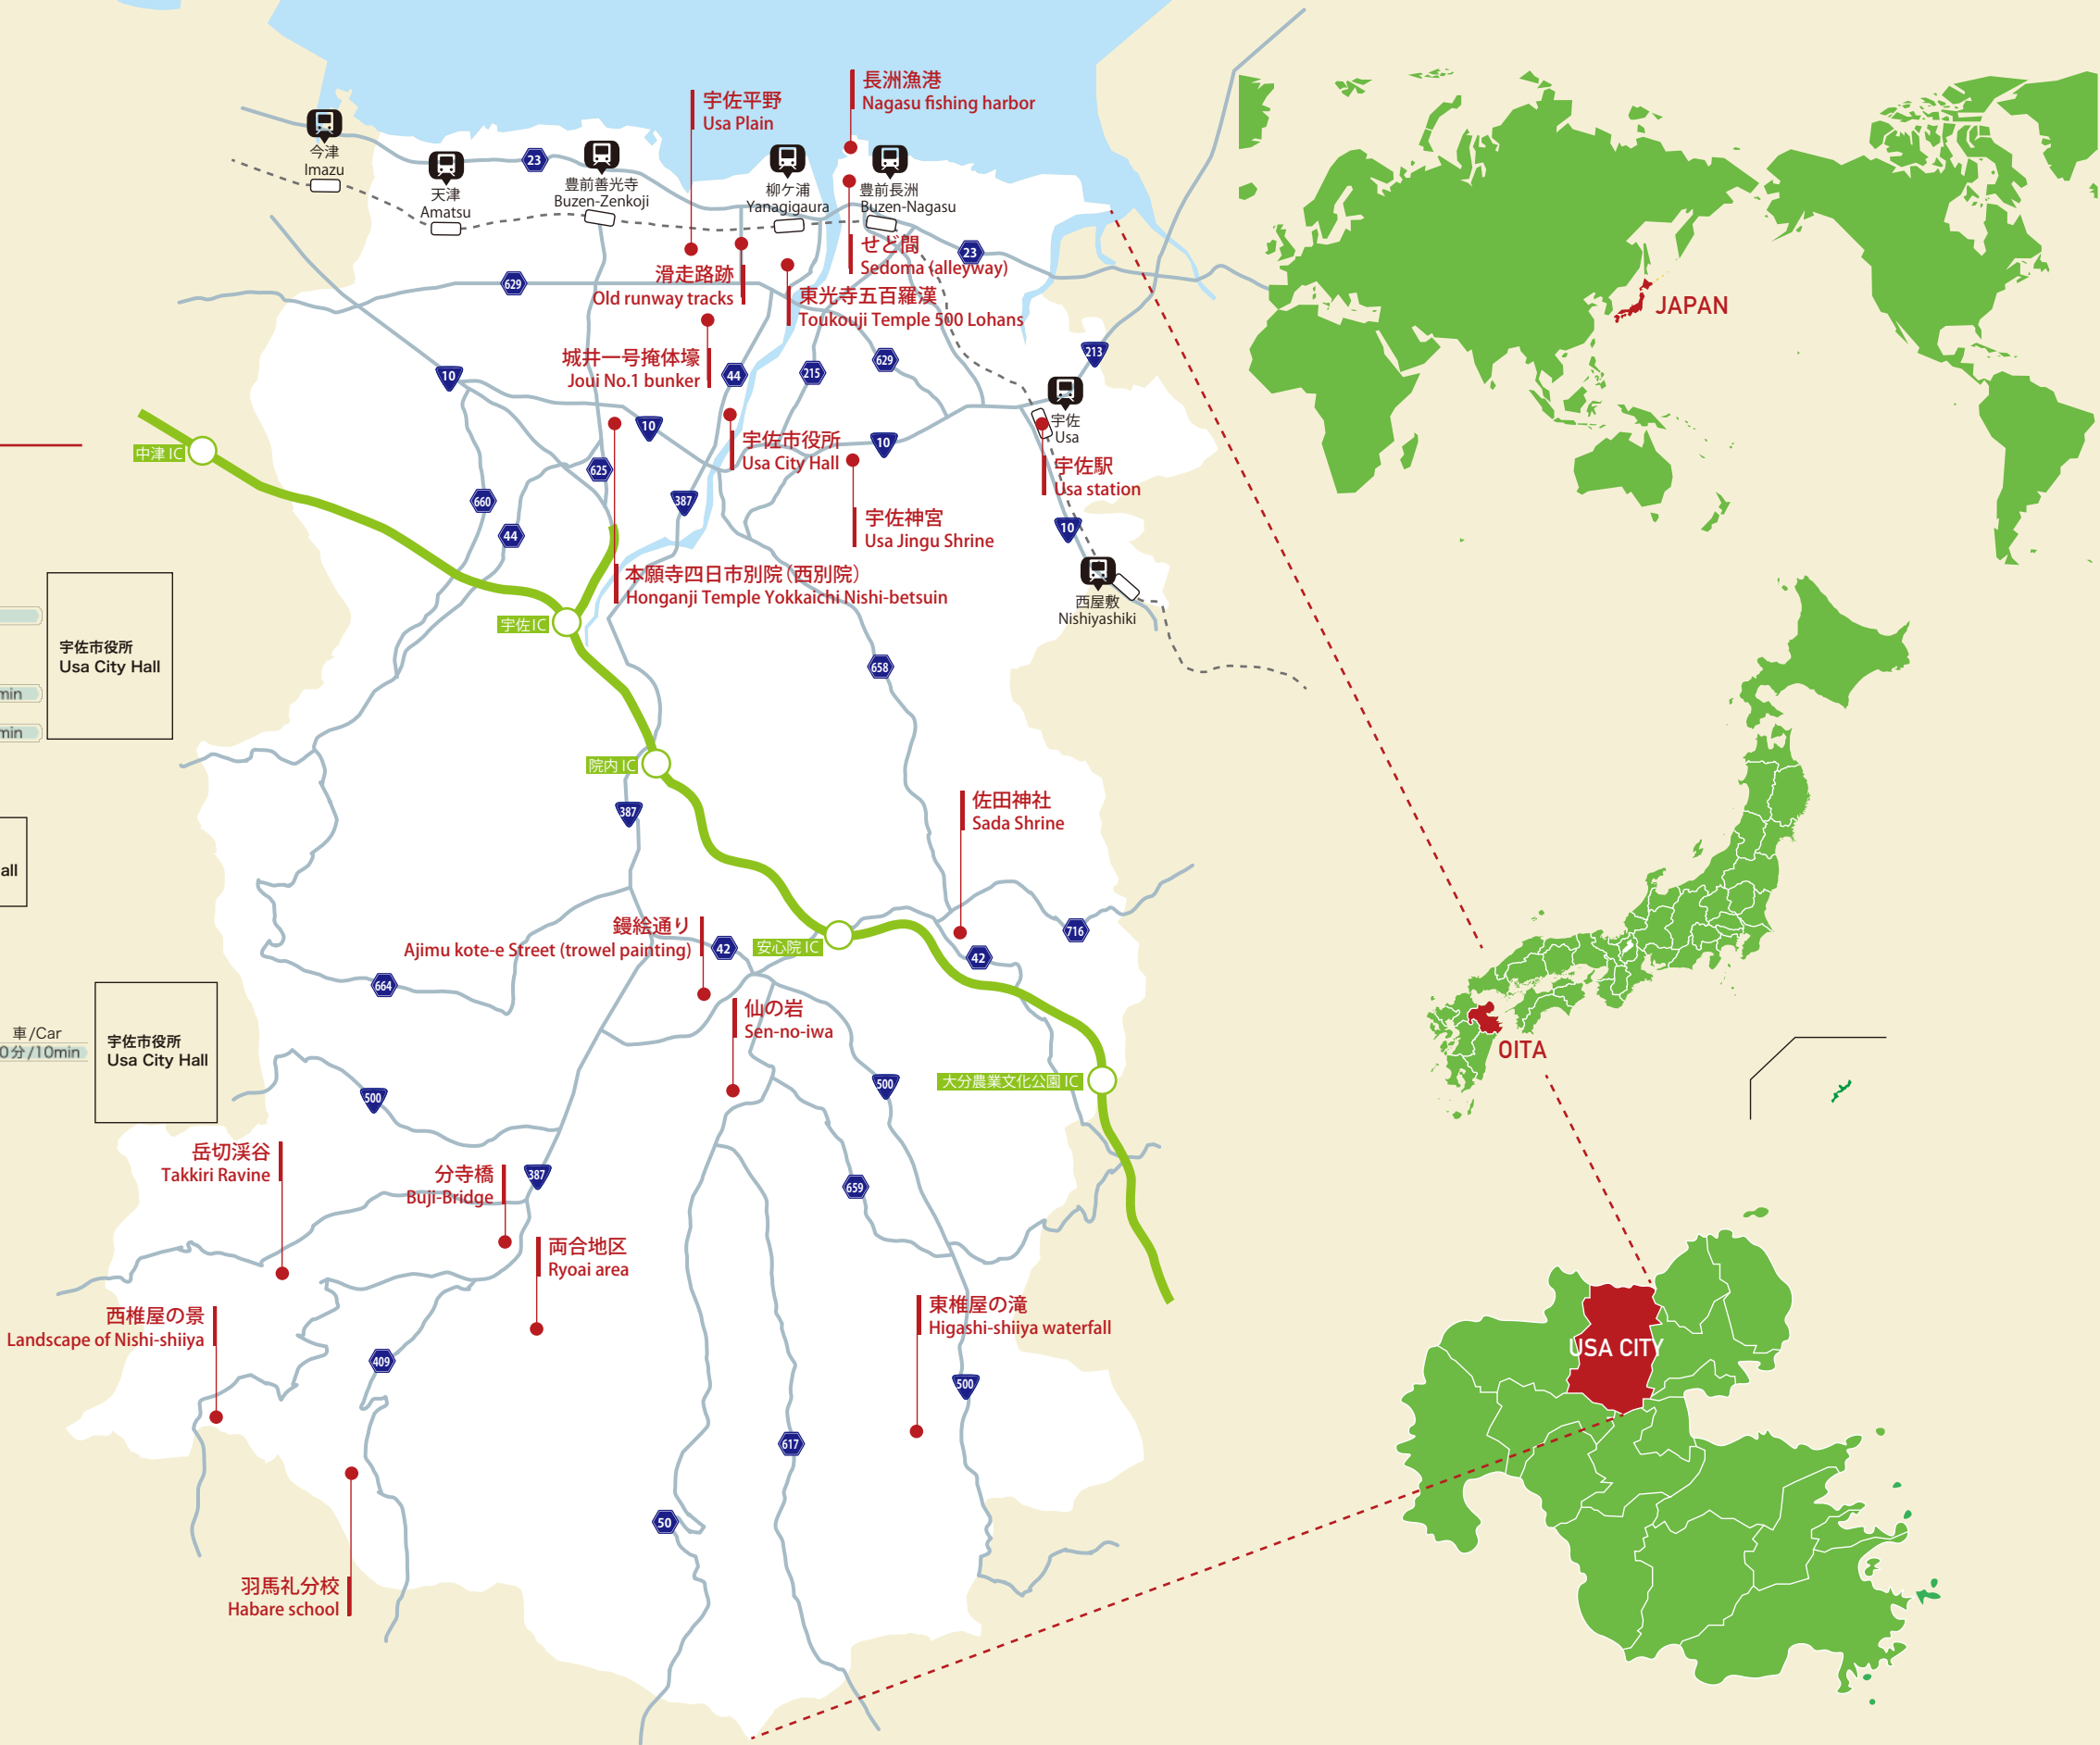 長洲漁港
Nagasu fishing harbor
宇佐平野
Usa Plain
今津
Imazu
天津
Amatsu
23
豊前善光寺
Buzen-Zenkoji
柳ケ浦
Yanagigaura
豊前長洲
Buzen-Nagasu
せど間
Sedoma (alleyway)
23
滑走路跡
Old runway tracks
629
東光寺五百羅漢
Toukouji Temple 500 Lohans
城井一号掩体壕
Joui No.1 bunker
44
215
629
213
10
宇佐
Usa
10
宇佐市役所
Usa City Hall
10
宇佐駅
Usa station
中津 IC
625
660
387
44
宇佐神宮
Usa Jingu Shrine
10
本願寺四日市別院（西別院）
Honganji Temple Yokkaichi Nishi-betsuin
西屋敷
Nishiyashiki
宇佐IC
658
宇佐市役所
Usa City Hall
min
min
院内 IC
387
佐田神社
Sada Shrine
all
鏝絵通り
Ajimu kote-e Street (trowel painting)
42
安心院 IC
716
42
664
仙の岩
Sen-no-iwa
車/Car
0分/10min
宇佐市役所
Usa City Hall
500
500
大分農業文化公園 IC
岳切渓谷
Takkiri Ravine
分寺橋
Buji-Bridge
387
659
両合地区
Ryoai area
西椎屋の景
Landscape of Nishi-shiiya
東椎屋の滝
Higashi-shiiya waterfall
409
500
617
50
羽馬礼分校
Habare school
JAPAN
OITA
USA CITY